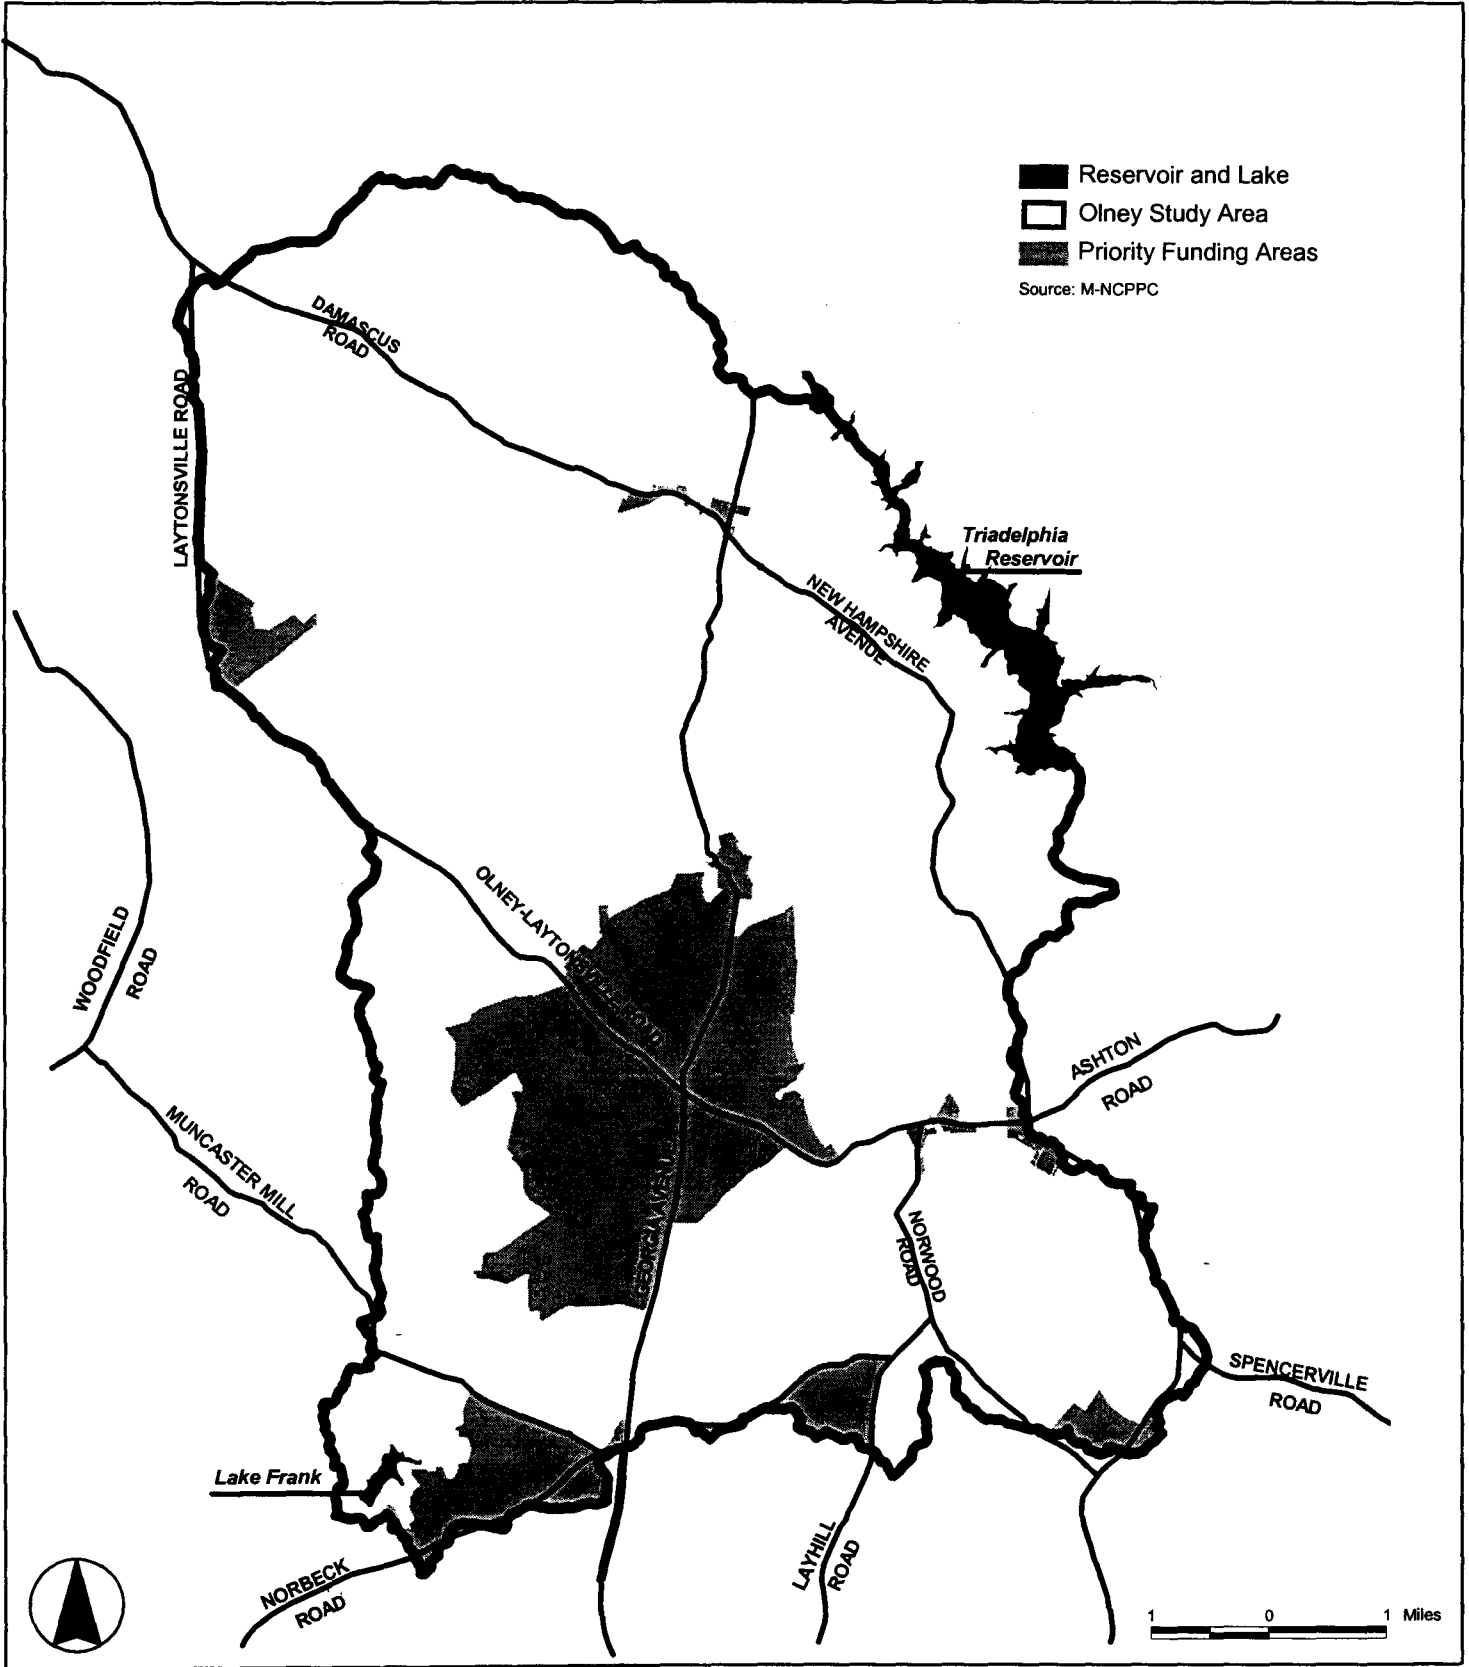 Reservoir and Lake
Olney Study Area
Priority Funding Areas
Source: M-NCPPC
DAMASCUS
ROAD
LAYTONSVILLE ROAD
Triadelphia
Reservoir
NEW HAMPSHIRE
AVENUE
OLNEY-LAYTONSVILLE ROAD
WOODFIELD
ROAD
ASHTON
ROAD
MUNCASTER MILL
ROAD
GEORGIA AVENUE
NORWOOD
ROAD
SPENCERVILLE
ROAD
Lake Frank
LAYHILL
ROAD
NORBECK
ROAD
1 0 1 Miles